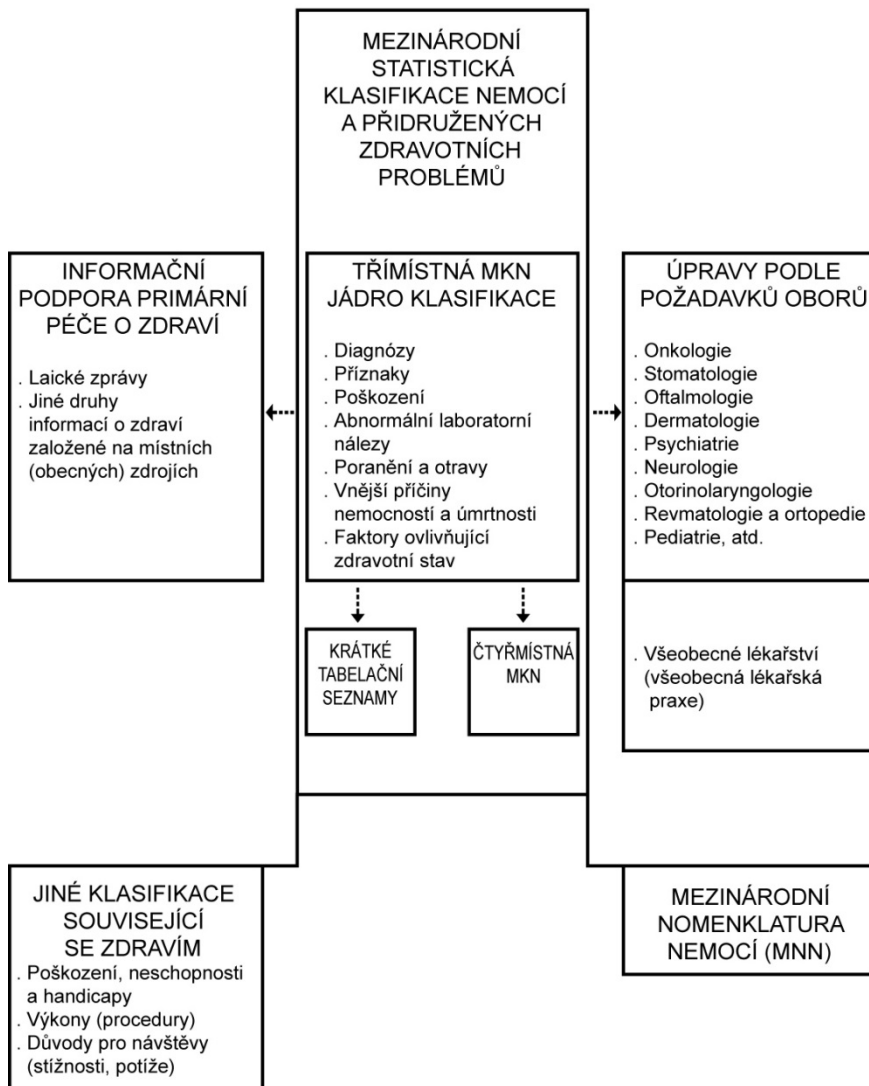 MEZINÁRODNÍ
STATISTICKÁ
KLASIFIKACE NEMOCÍ
A PŘIDRUŽENÝCH
ZDRAVOTNÍCH
PROBLÉMŮ
INFORMAČNÍ
PODPORA PRIMÁRNÍ
PÉČE O ZDRAVÍ
. Laické zprávy
. Jiné druhy
informací o zdraví
založené na místních
(obecných) zdrojích
TŘÍMÍSTNÁ MKN
JÁDRO KLASIFIKACE
. Diagnózy
. Příznaky
. Poškození
. Abnormální laboratorní
nálezy
. Poranění a otravy
. Vnější příčiny
nemocností a úmrtnosti
. Faktory ovlivňující
zdravotní stav
ÚPRAVY PODLE
POŽADAVKŮ OBORŮ
. Onkologie
. Stomatologie
. Oftalmologie
. Dermatologie
. Psychiatrie
. Neurologie
. Otorinolaryngologie
. Revmatologie a ortopedie
. Pediatrie, atd.
KRÁTKÉ
TABELAČNÍ
SEZNAMY
ČTYŘMÍSTNÁ
MKN
. Všeobecné lékařství
(všeobecná lékařská
praxe)
JINÉ KLASIFIKACE
SOUVISEJÍCÍ
SE ZDRAVÍM
. Poškození, neschopnosti
a handicapy
. Výkony (procedury)
. Důvody pro návštěvy
(stížnosti, potíže)
MEZINÁRODNÍ
NOMENKLATURA
NEMOCÍ (MNN)